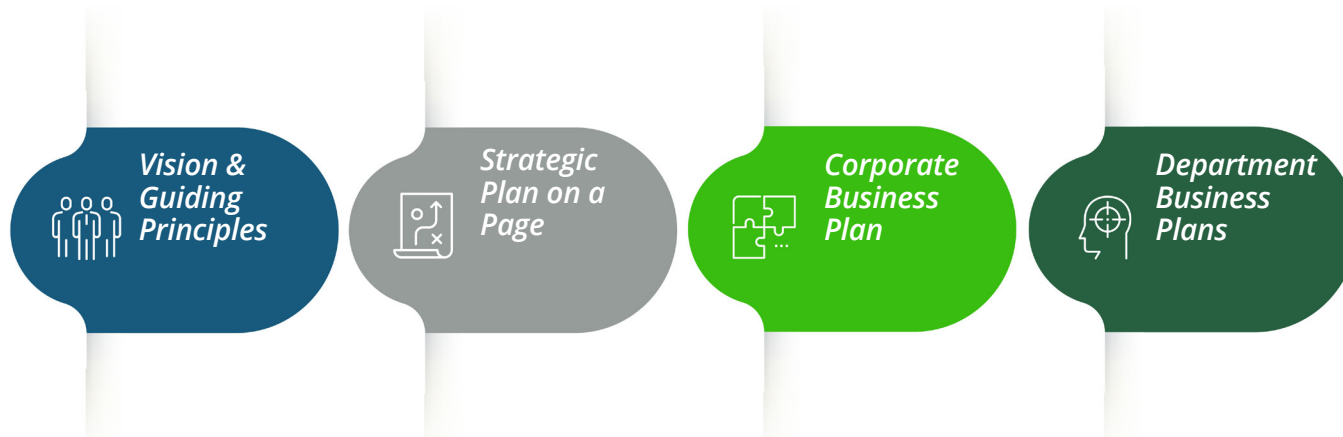 Vision &
Guiding
Principles
Strategic
Plan on a
Page
Corporate
Business
Plan
Department
Business
Plans